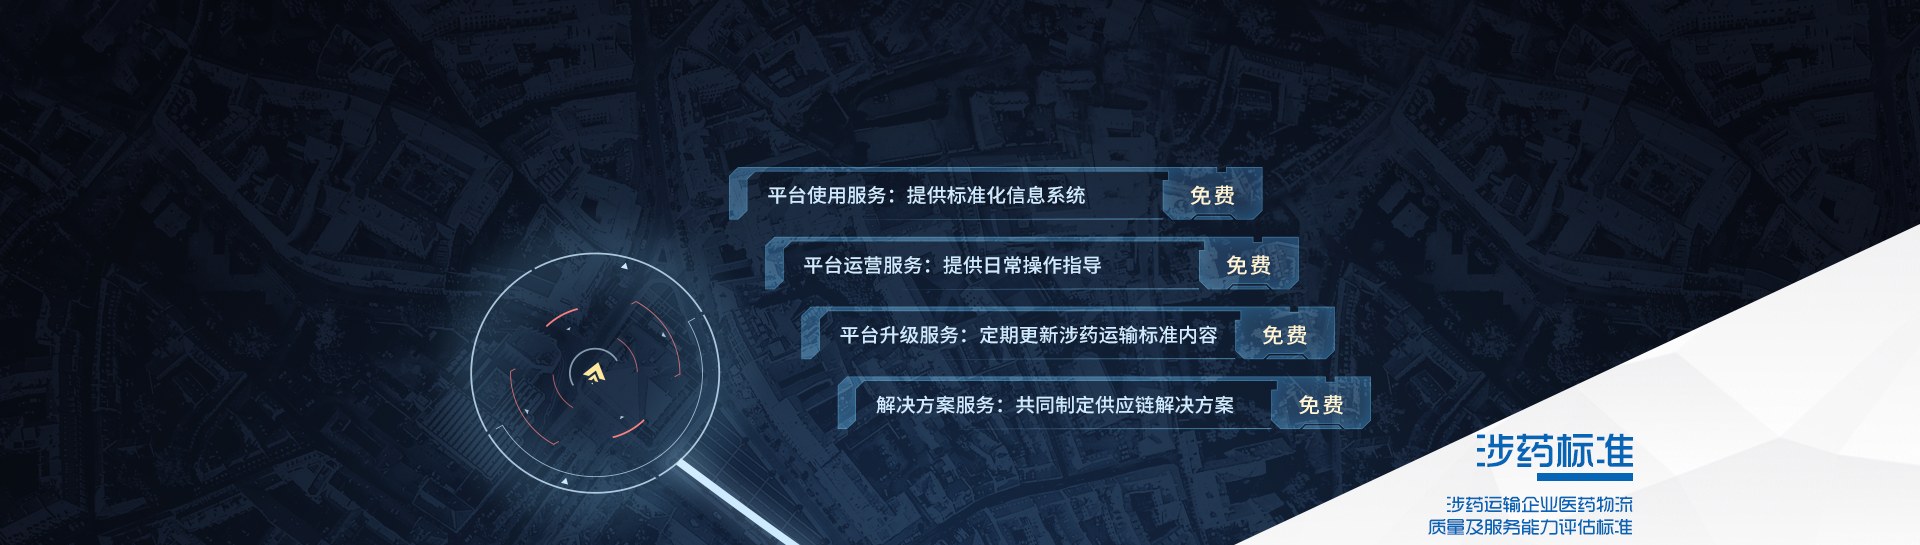 平台使用服务：提供标准化信息系统 免费
平台运营服务：提供日常操作指导 免费
平台升级服务：定期更新涉药运输标准内容 免费
解决方案服务：共同制定供应链解决方案 免费
涉药标准
涉药运输企业医药物流
质量及服务能力评估标准